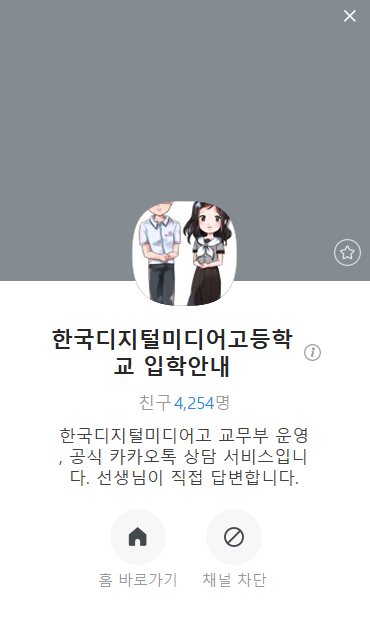 한국디지털미디어고등학
교 입학안내
친구 4,254명
한국디지털미디어고 교무부 운영
, 공식 카카오톡 상담 서비스입니
다. 선생님이 직접 답변합니다.
홈 바로가기
채널 차단